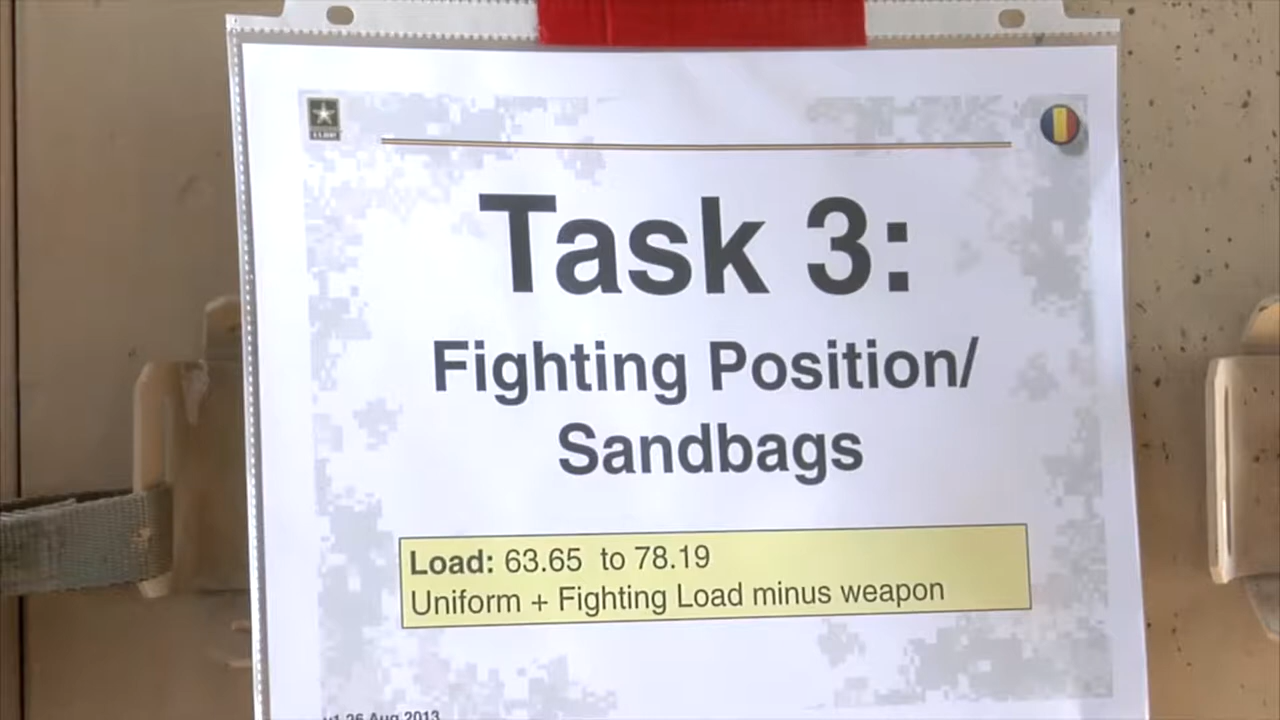 Task 3:
Fighting Position/
Sandbags
Load: 63.65 to 78.19
Uniform + Fighting Load minus weapon
v1 26 Aug 2013